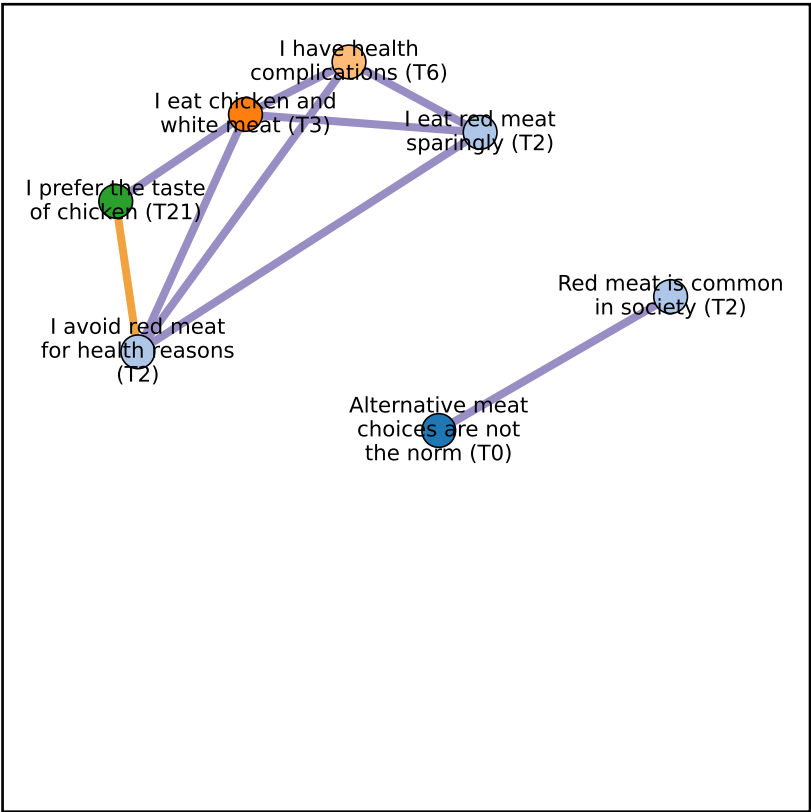 I have health
complications (T6)
I eat chicken and
white meat (T3)
I eat red meat
sparingly (T2)
I prefer the taste
of chicken (T21)
Red meat is common
in society (T2)
I avoid red meat
for health reasons
(T2)
Alternative meat
choices are not
the norm (T0)